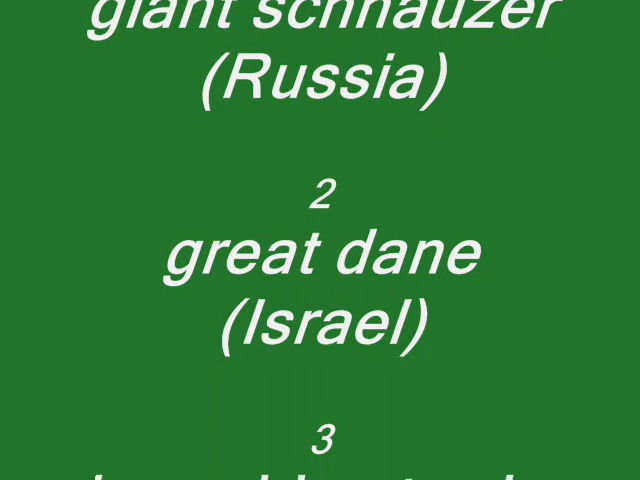 giant schnauzer
(Russia)
2
great dane
(Israel)
3